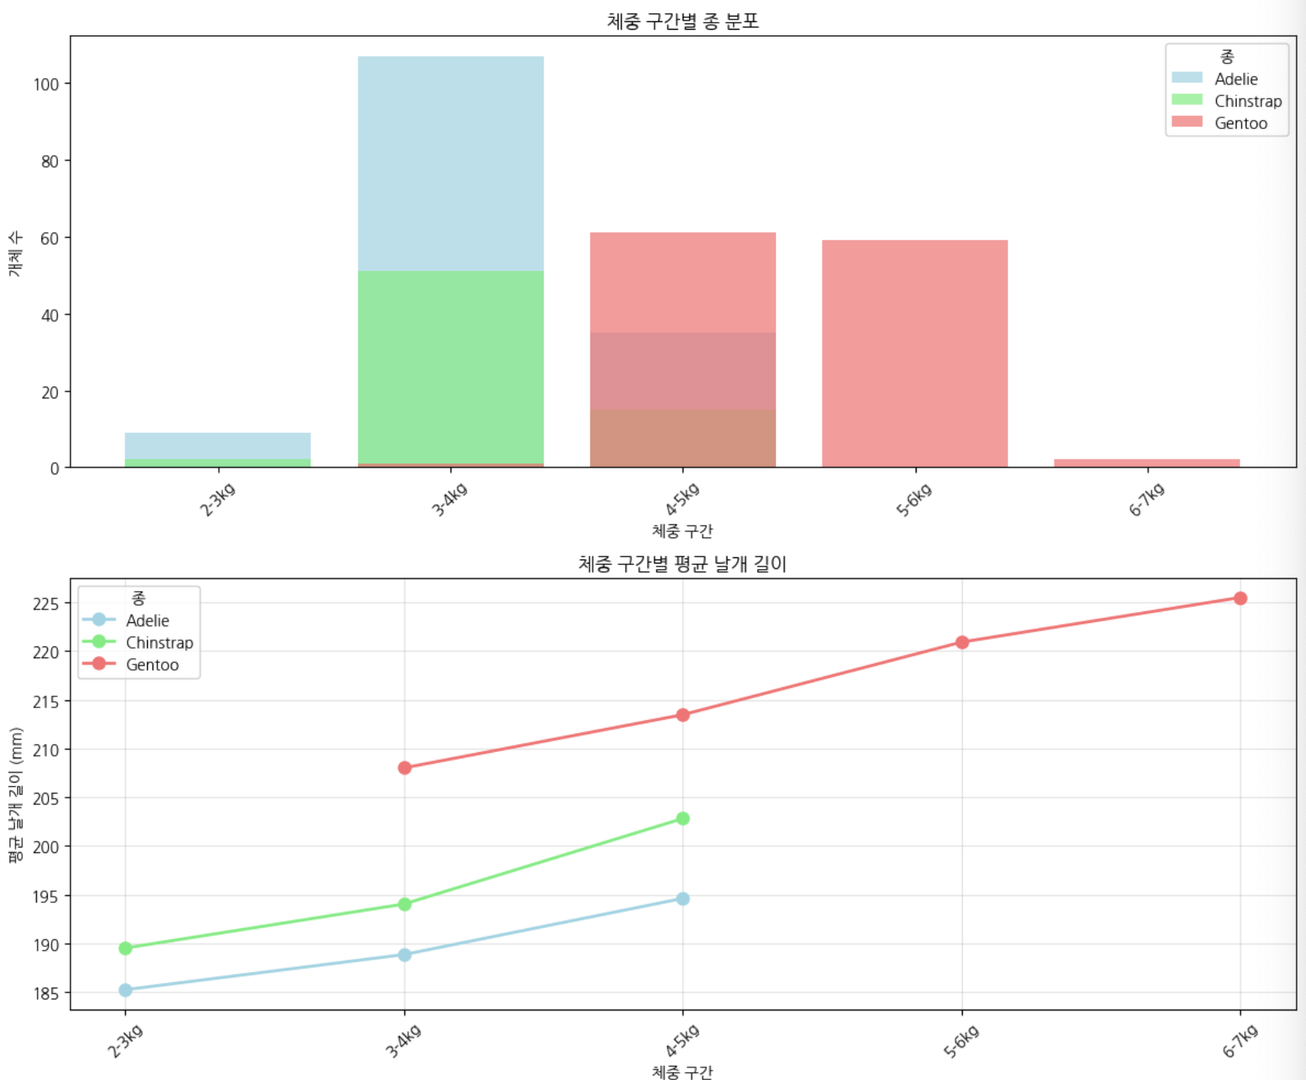 체중 구간별 종 분포
종
Adelie
Chinstrap
Gentoo
개체 수
100
80
60
40
20
0
2-3kg
3-4kg
4-5kg
5-6kg
6-7kg
체중 구간
체중 구간별 평균 날개 길이
종
Adelie
Chinstrap
Gentoo
평균 날개 길이 (mm)
225
220
215
210
205
200
195
190
185
2-3kg
3-4kg
4-5kg
5-6kg
6-7kg
체중 구간